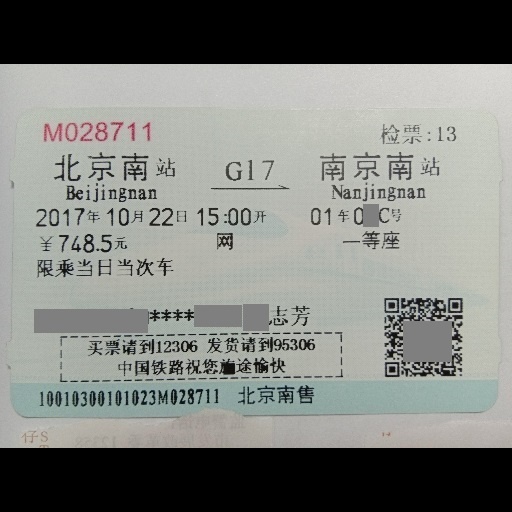 M028711 检票:13
北京南站 G17 南京南站
Beijingnan Nanjingnan
2017年10月22日 15:00开 01车0 C号
￥748.5元 网 一等座
限乘当日当次车
**** 志芳
买票请到12306 发货请到95306
中国铁路祝您旅途愉快
10010300101023M028711 北京南售
仔S